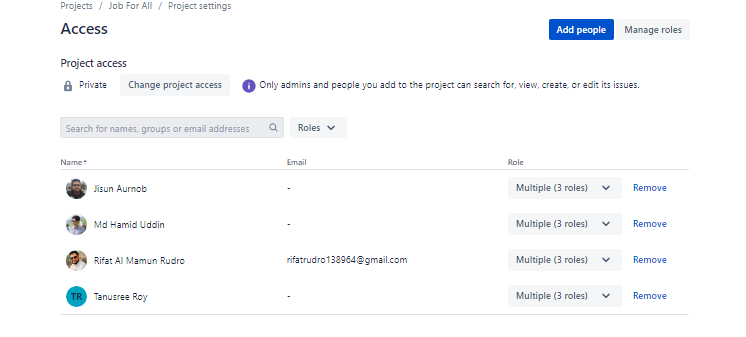 Projects / Job For All / Project settings
Access
Add people
Manage roles
Project access
Private
Change project access
i Only admins and people you add to the project can search for, view, create, or edit its issues.
Search for names, groups or email addresses
Roles
Name Email Role
Jisun Aurnob - Multiple (3 roles) Remove
Md Hamid Uddin - Multiple (3 roles) Remove
Rifat Al Mamun Rudro rifatrudro138964@gmail.com Multiple (3 roles) Remove
TR Tanusree Roy - Multiple (3 roles) Remove